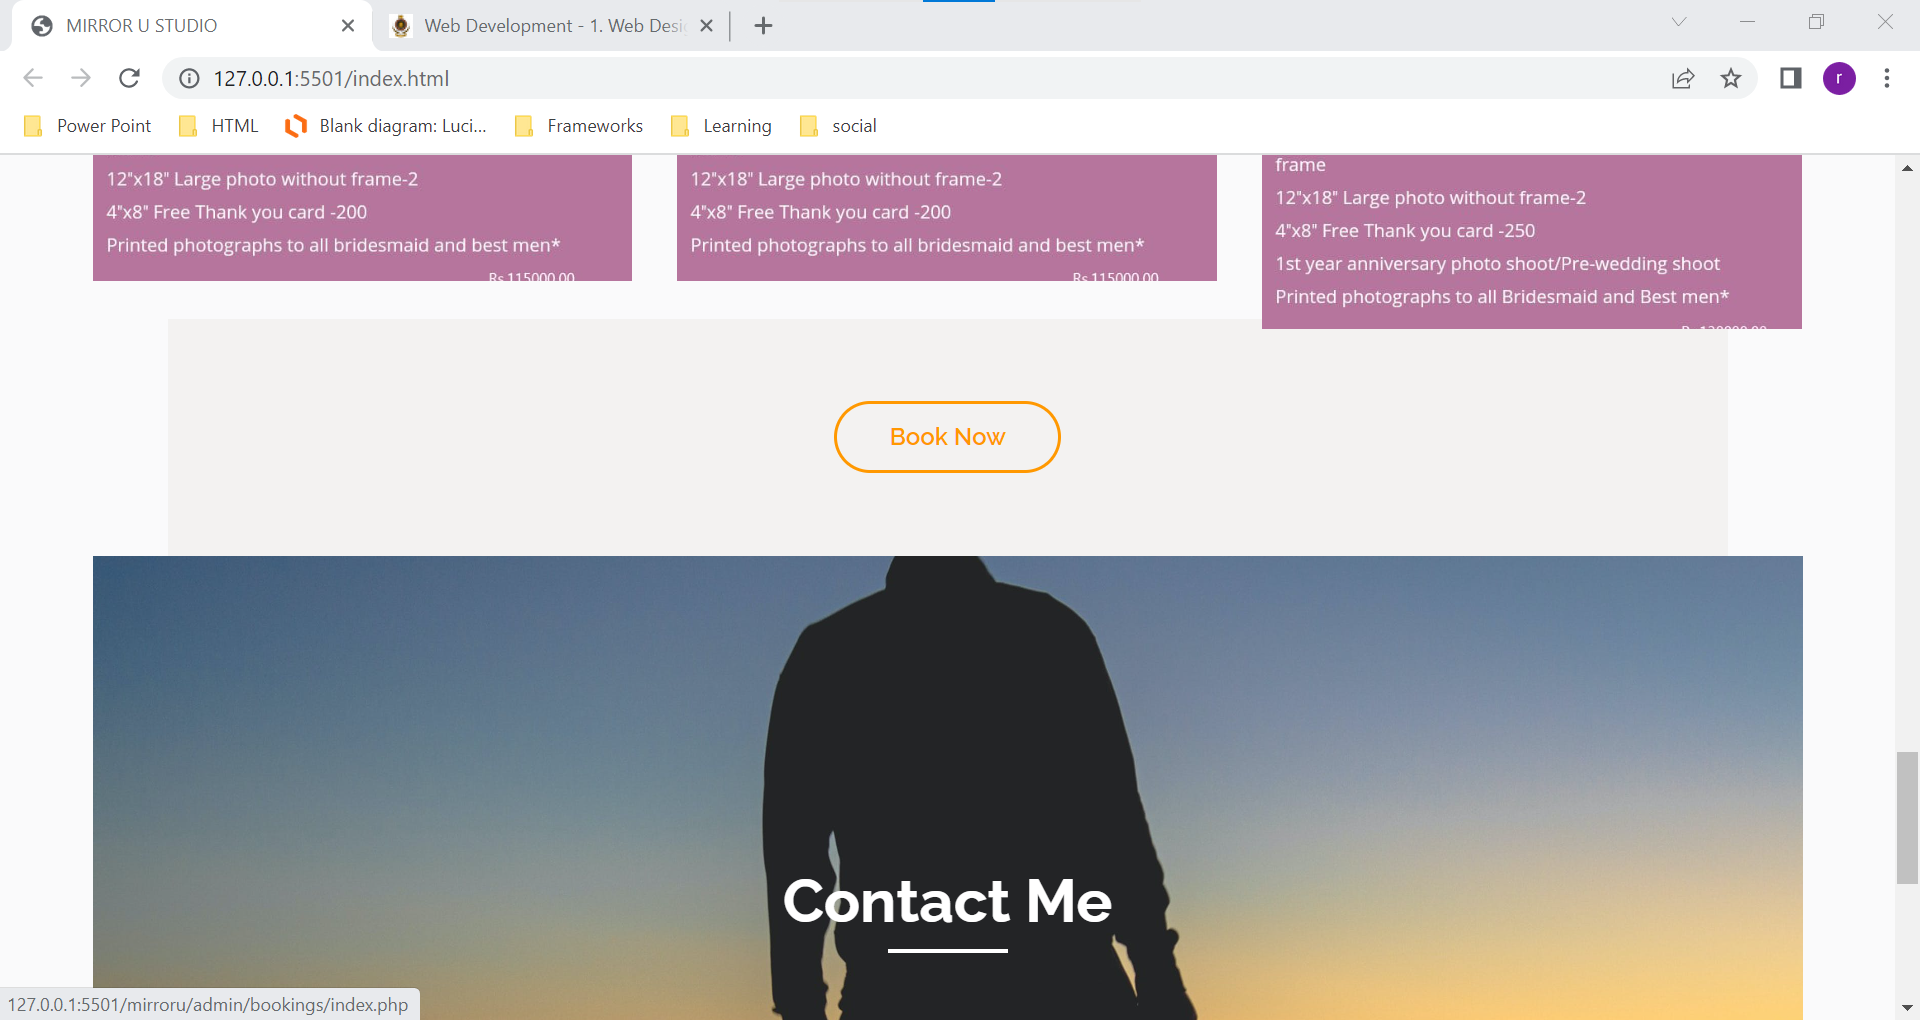 MIRROR U STUDIO
Web Development - 1. Web Desi
127.0.0.1:5501/index.html
r
Power Point
HTML
Blank diagram: Luci...
Frameworks
Learning
social
12"x18" Large photo without frame-2
4"x8" Free Thank you card -200
Printed photographs to all bridesmaid and best men*
Rs.115000.00
12"x18" Large photo without frame-2
4"x8" Free Thank you card -200
Printed photographs to all bridesmaid and best men*
Rs.115000.00
frame
12"x18" Large photo without frame-2
4"x8" Free Thank you card -250
1st year anniversary photo shoot/Pre-wedding shoot
Printed photographs to all Bridesmaid and Best men*
Book Now
Contact Me
127.0.0.1:5501/mirroru/admin/bookings/index.php